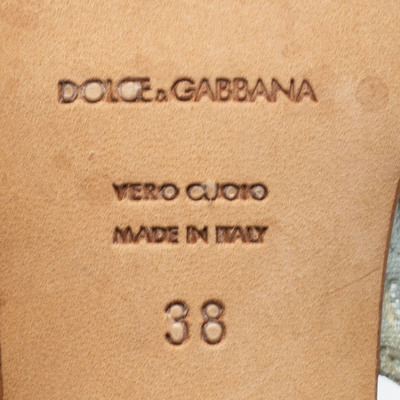 DOLCE & GABBANA
VERO CUOIO
MADE IN ITALY
38